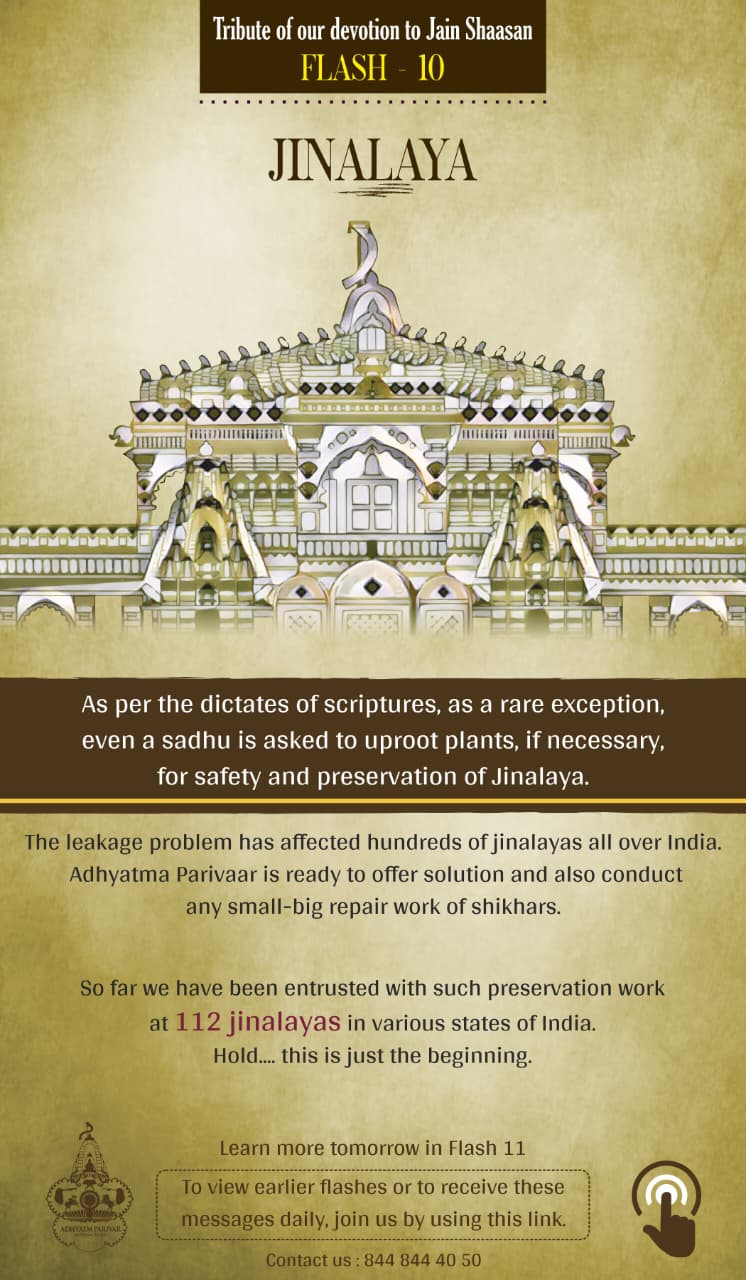 Tribute of our devotion to Jain Shaasan
FLASH - 10
JINALAYA
As per the dictates of scriptures, as a rare exception,
even a sadhu is asked to uproot plants, if necessary,
for safety and preservation of Jinalaya.
The leakage problem has affected hundreds of jinalayas all over India.
Adhyatma Parivaar is ready to offer solution and also conduct
any small-big repair work of shikhars.
So far we have been entrusted with such preservation work
at 112 jinalayas in various states of India.
Hold.... this is just the beginning.
Learn more tomorrow in Flash 11
To view earlier flashes or to receive these
messages daily, join us by using this link.
Contact us : 844 844 40 50
ADHYATM PARIVAR